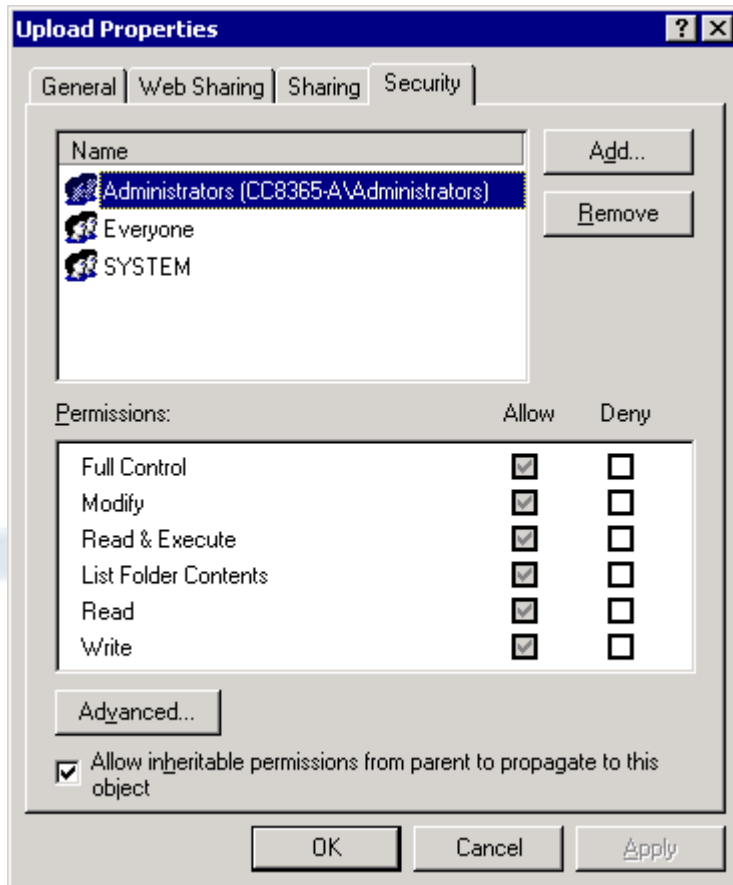 Upload Properties
General Web Sharing Sharing Security
Name
Add...
Administrators (CC8365-A\Administrators)
Remove
Everyone
SYSTEM
Permissions: Allow Deny
Full Control
Modify
Read & Execute
List Folder Contents
Read
Write
Advanced...
Allow inheritable permissions from parent to propagate to this
object
OK Cancel Apply